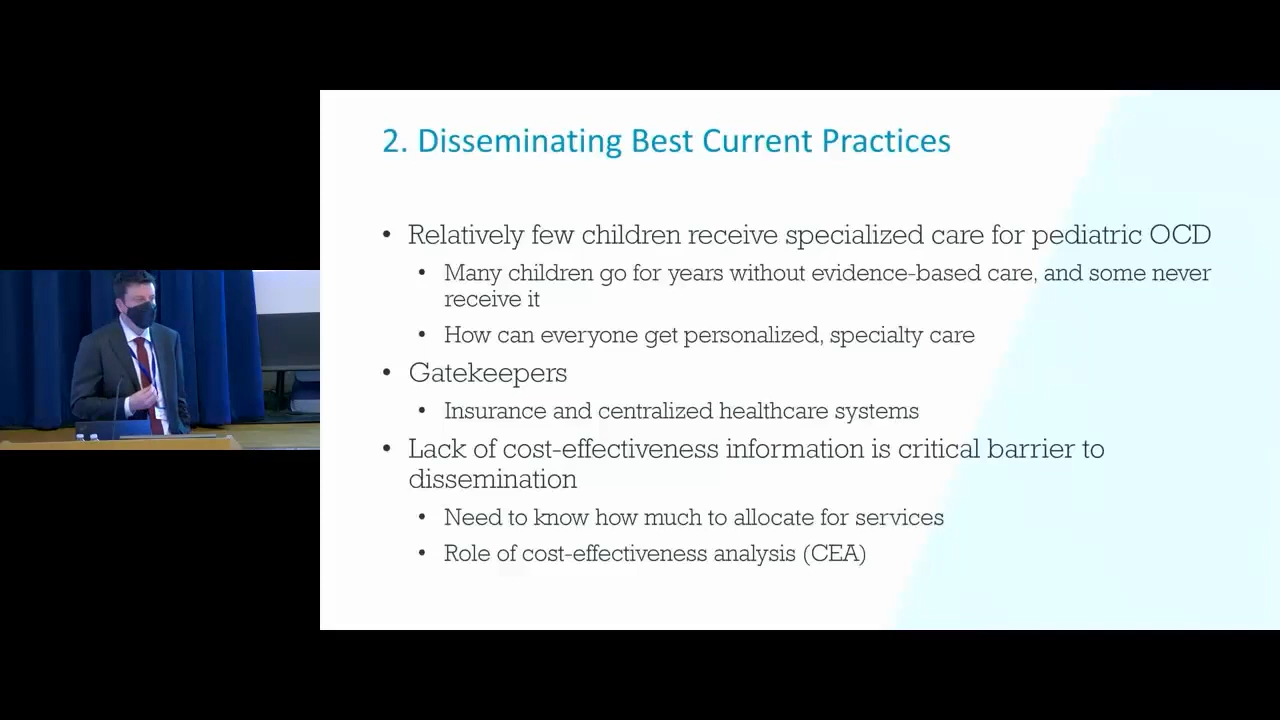 2. Disseminating Best Current Practices
• Relatively few children receive specialized care for pediatric OCD
• Many children go for years without evidence-based care, and some never
receive it
• How can everyone get personalized, specialty care
• Gatekeepers
• Insurance and centralized healthcare systems
• Lack of cost-effectiveness information is critical barrier to
dissemination
• Need to know how much to allocate for services
• Role of cost-effectiveness analysis (CEA)